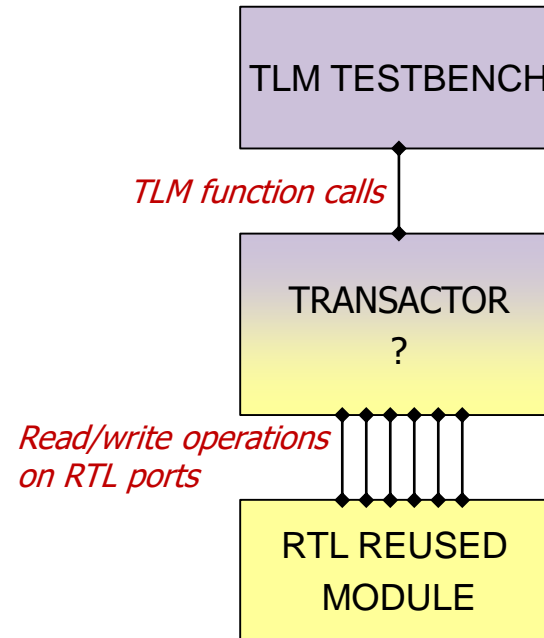 TLM TESTBENCH
TLM function calls
TRANSACTOR
?
Read/write operations
on RTL ports
RTL REUSED
MODULE